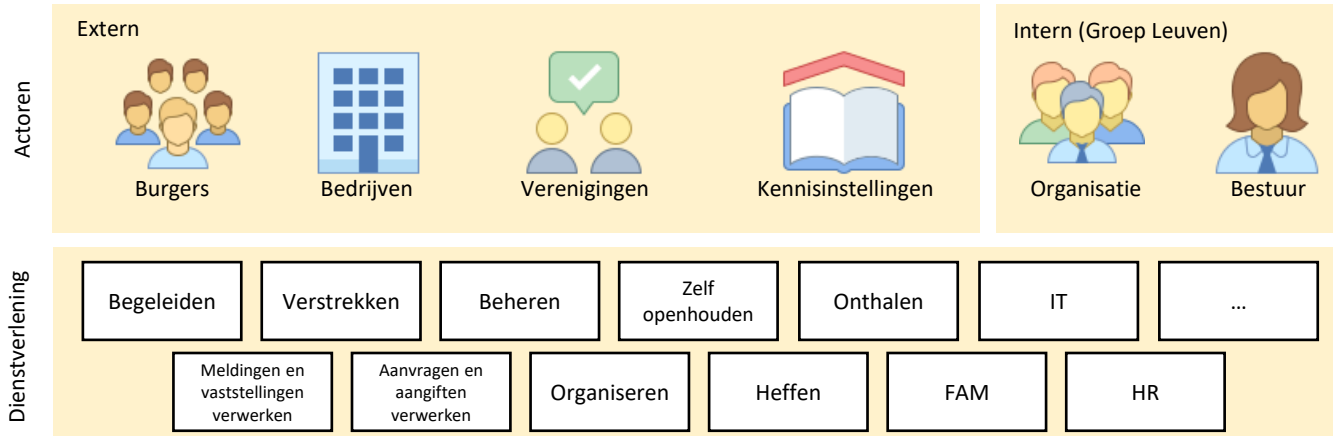 Actoren
Extern
Burgers
Bedrijven
Verenigingen
Kennisinstellingen
Intern (Groep Leuven)
Organisatie
Bestuur
Dienstverlening
Begeleiden
Verstrekken
Beheren
Zelf
openhouden
Onthalen
IT
...
Meldingen en
vaststellingen
verwerken
Aanvragen en
aangiften
verwerken
Organiseren
Heffen
FAM
HR